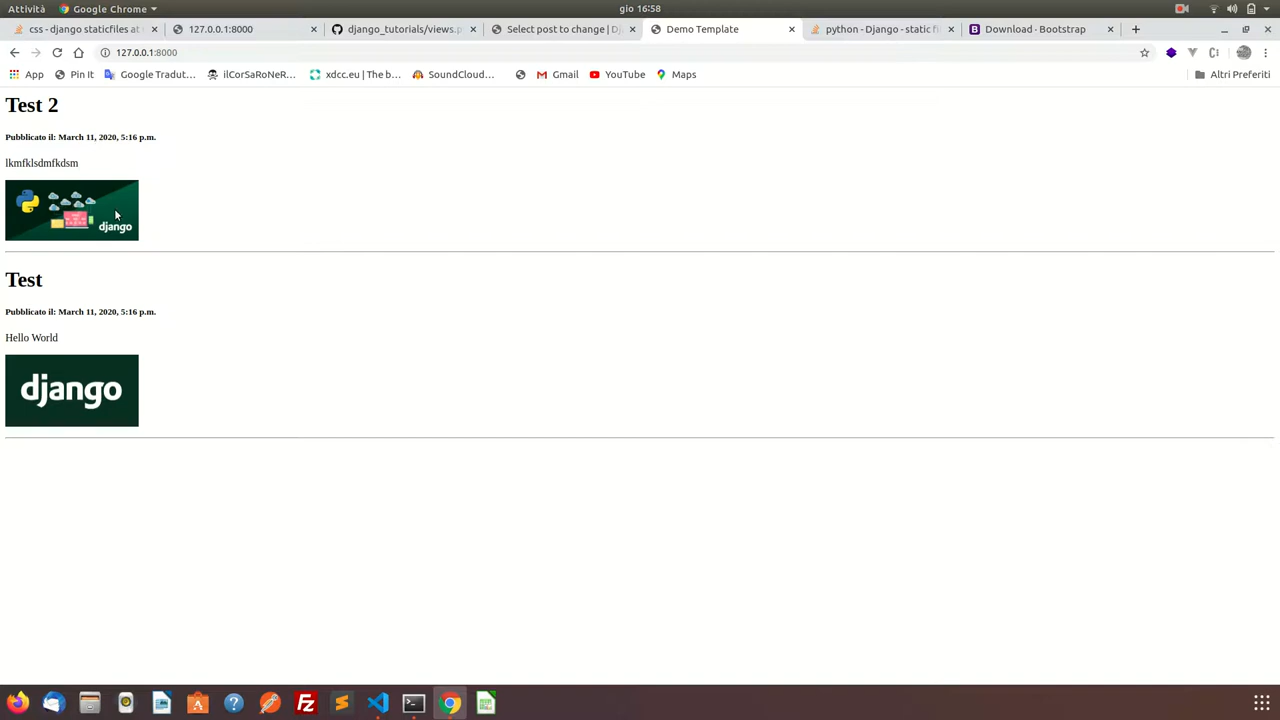 Attività
Google Chrome
gio 16:58
css - django staticfiles at
127.0.0.1:8000
django_tutorials/views.p
Select post to change | Dj
Demo Template
python - Django - static fi
Download · Bootstrap
127.0.0.1:8000
App
Pin It
Google Tradut...
ilCorSaRoNeR...
xdcc.eu | The b...
SoundCloud...
Gmail
YouTube
Maps
Altri Preferiti
Test 2
Pubblicato il: March 11, 2020, 5:16 p.m.
lkmfklsdmfkdsm
django
Test
Pubblicato il: March 11, 2020, 5:16 p.m.
Hello World
django